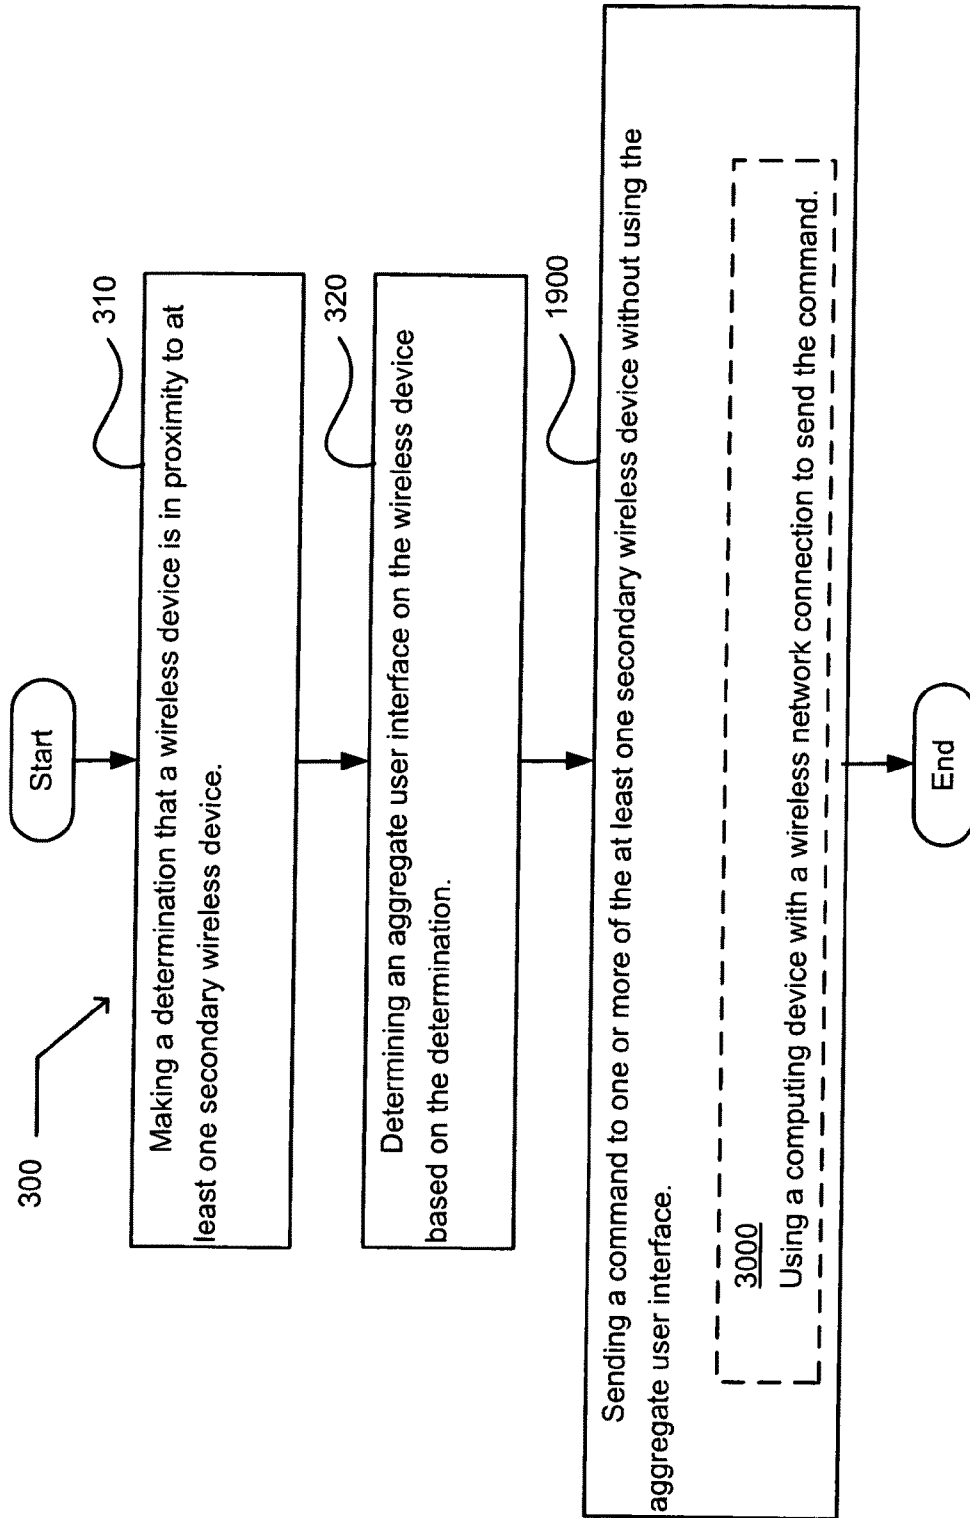 300
Start
310
Making a determination that a wireless device is in proximity to at
least one secondary wireless device.
320
Determining an aggregate user interface on the wireless device
based on the determination.
1900
Sending a command to one or more of the at least one secondary wireless device without using the
aggregate user interface.
3000
Using a computing device with a wireless network connection to send the command.
End